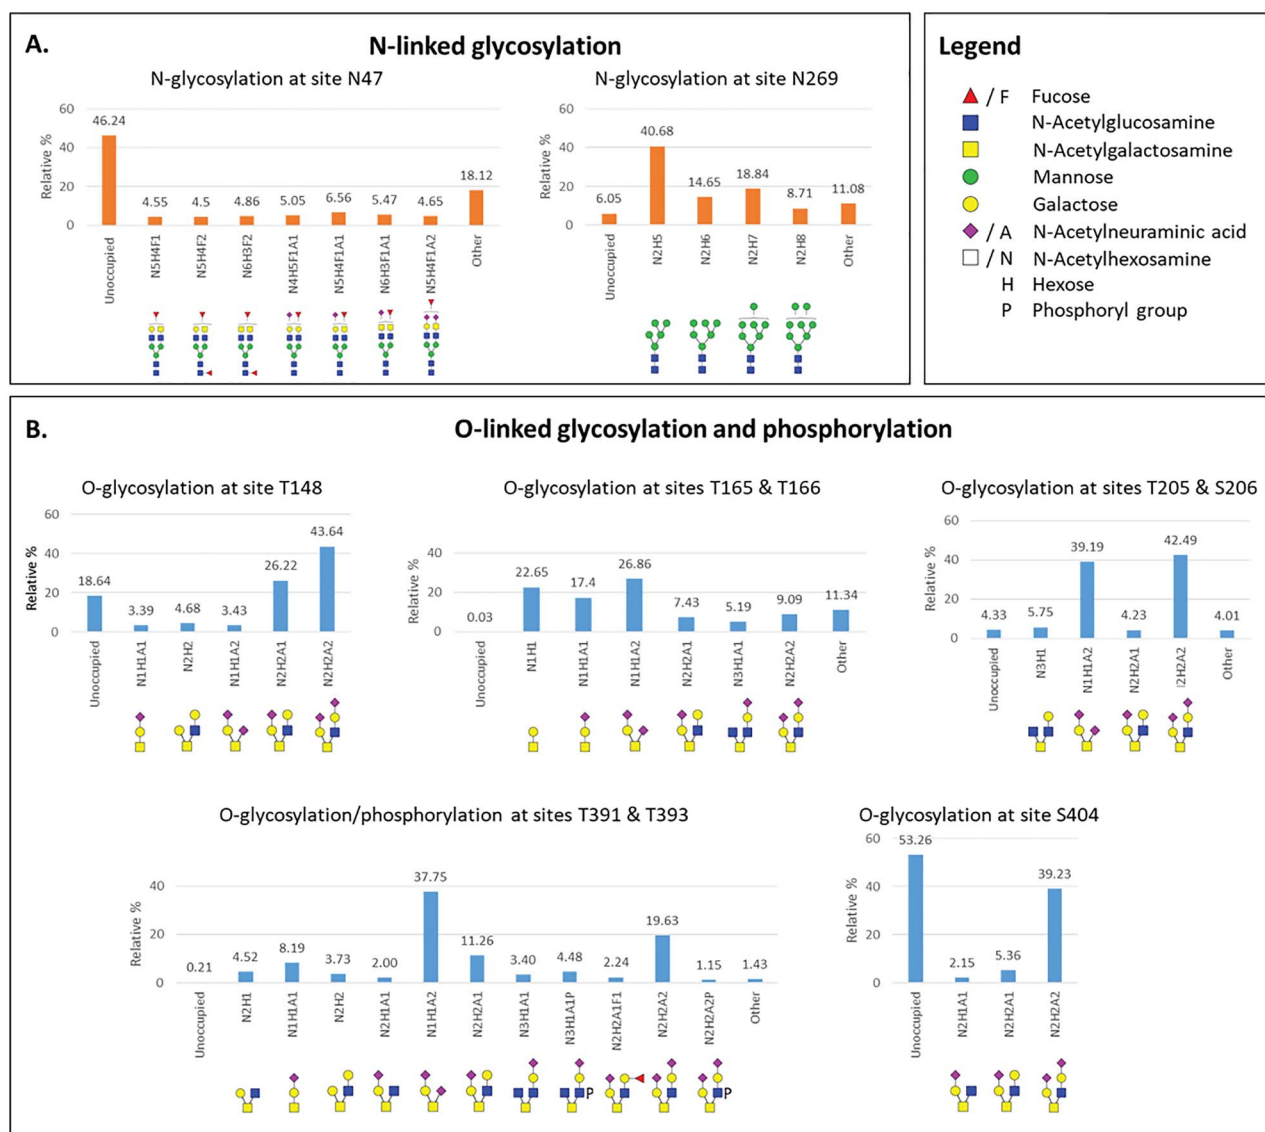 A.
N-linked glycosylation
N-glycosylation at site N47
Relative %
60
40
20
0
46.24
4.55
4.5
4.86
5.05
6.56
5.47
4.65
18.12
Unoccupied
N5H4F1
N5H4F2
N6H3F2
N4H5F1A1
N5H4F1A1
N6H3F1A1
N5H4F1A2
Other
N-glycosylation at site N269
Relative %
60
40
20
0
6.05
40.68
14.65
18.84
8.71
11.08
Unoccupied
N2H5
N2H6
N2H7
N2H8
Other
Legend
/ F Fucose
N-Acetylglucosamine
N-Acetylgalactosamine
Mannose
Galactose
/ A N-Acetylneuraminic acid
/ N N-Acetylhexosamine
H Hexose
P Phosphoryl group
B.
O-linked glycosylation and phosphorylation
O-glycosylation at site T148
Relative %
60
40
20
0
18.64
3.39
4.68
3.43
26.22
43.64
Unoccupied
N1H1A1
N2H2
N1H1A2
N2H2A1
N2H2A2
O-glycosylation at sites T165 & T166
Relative %
40
20
0
0.03
22.65
17.4
26.86
7.43
5.19
9.09
11.34
Unoccupied
N1H1
N1H1A1
N1H1A2
N2H2A1
N3H1A1
N2H2A2
Other
O-glycosylation at sites T205 & S206
Relative %
60
40
20
0
4.33
5.75
39.19
4.23
42.49
4.01
Unoccupied
N3H1
N1H1A2
N2H2A1
I2H2A2
Other
O-glycosylation/phosphorylation at sites T391 & T393
Relative %
40
20
0
0.21
4.52
8.19
3.73
2.00
37.75
11.26
3.40
4.48
2.24
19.63
1.15
1.43
Unoccupied
N2H1
N1H1A1
N2H2
N2H1A1
N1H1A2
N2H2A1
N3H1A1
N3H1A1P
N2H2A1F1
N2H2A2
N2H2A2P
Other
P
P
O-glycosylation at site S404
Relative %
60
40
20
0
53.26
2.15
5.36
39.23
Unoccupied
N2H1A1
N2H2A1
N2H2A2